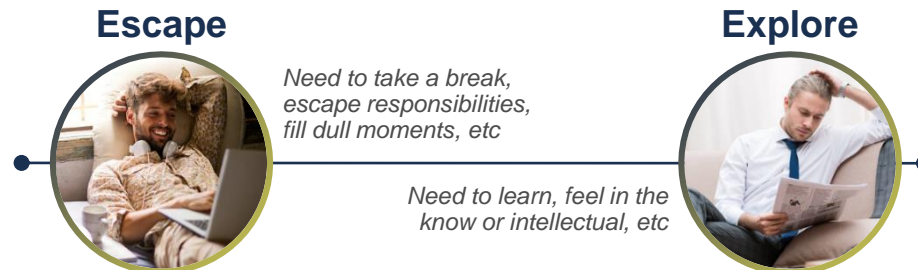 Escape
Explore
Need to take a break,
escape responsibilities,
fill dull moments, etc
Need to learn, feel in the
know or intellectual, etc